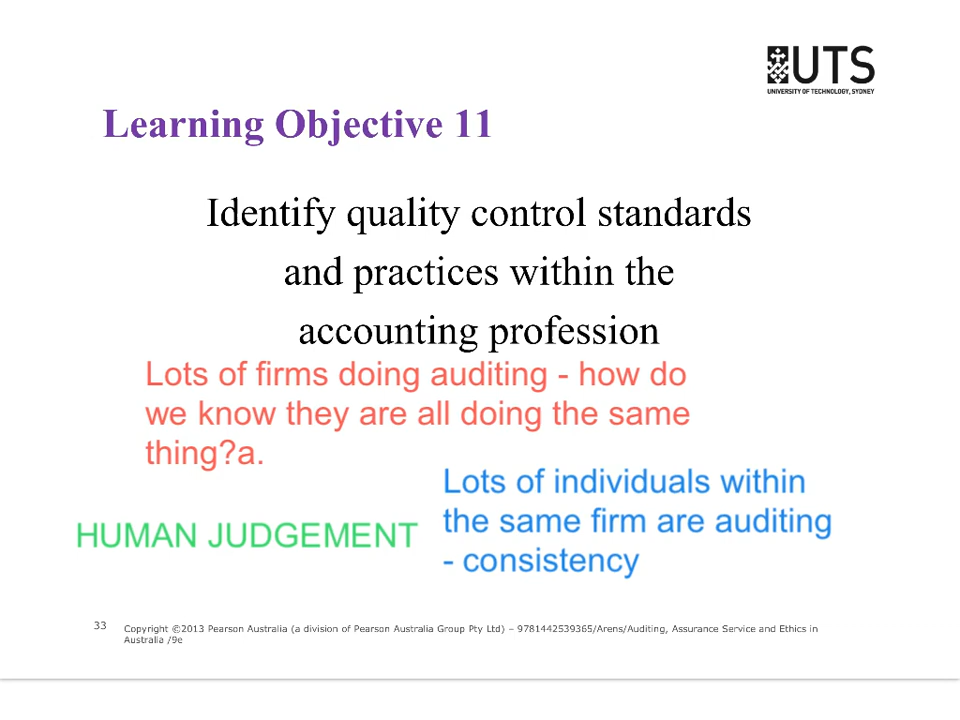 UTS
UNIVERSITY OF TECHNOLOGY, SYDNEY
Learning Objective 11
Identify quality control standards
and practices within the
accounting profession
Lots of firms doing auditing - how do
we know they are all doing the same
thing?a.
Lots of individuals within
the same firm are auditing
- consistency
HUMAN JUDGEMENT
33
Copyright ©2013 Pearson Australia (a division of Pearson Australia Group Pty Ltd) – 9781442539365/Arens/Auditing, Assurance Service and Ethics in
Australia /9e